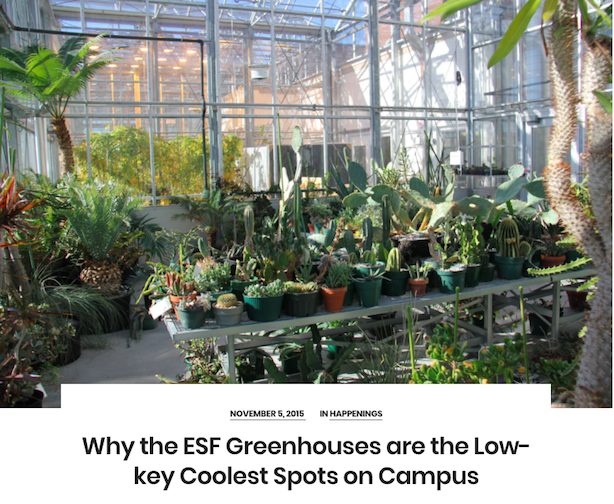 NOVEMBER 5, 2015 IN HAPPENINGS
Why the ESF Greenhouses are the Low-
key Coolest Spots on Campus